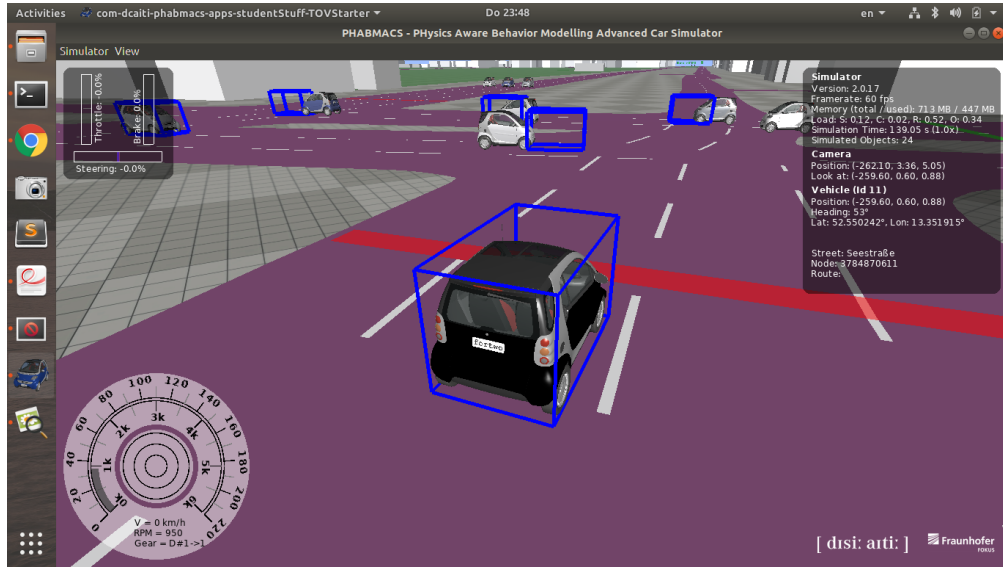 Activities
com-dcaiti-phabmacs-apps-studentStuff-TOVStarter
Do 23:48
en
PHABMACS - PHysics Aware Behavior Modelling Advanced Car Simulator
Simulator View
Throttle: -0.0%
Brake: 0.0%
Steering: -0.0%
Simulator
Version: 2.0.17
Framerate: 60 fps
Memory (total / used): 713 MB / 447 MB
Load: S: 0.12, C: 0.02, R: 0.52, O: 0.34
Simulation Time: 139.05 s (1.0x)
Simulated Objects: 24
Camera
Position: (-262.10, 3.36, 5.05)
Look at: (-259.60, 0.60, 0.88)
Vehicle (Id 11)
Position: (-259.60, 0.60, 0.88)
Heading: 53°
Lat: 52.550242°, Lon: 13.351915°
Street: Seestraße
Node: 3784870611
Route:
fortwo
0 20 40 60 80 100 120 140 160 180 200 220
0k 1k 2k 3k 4k 5k 6k
V = 0 km/h
RPM = 950
Gear = D#1->1
[ dɪsiː aɪtiː ]
Fraunhofer
FOKUS